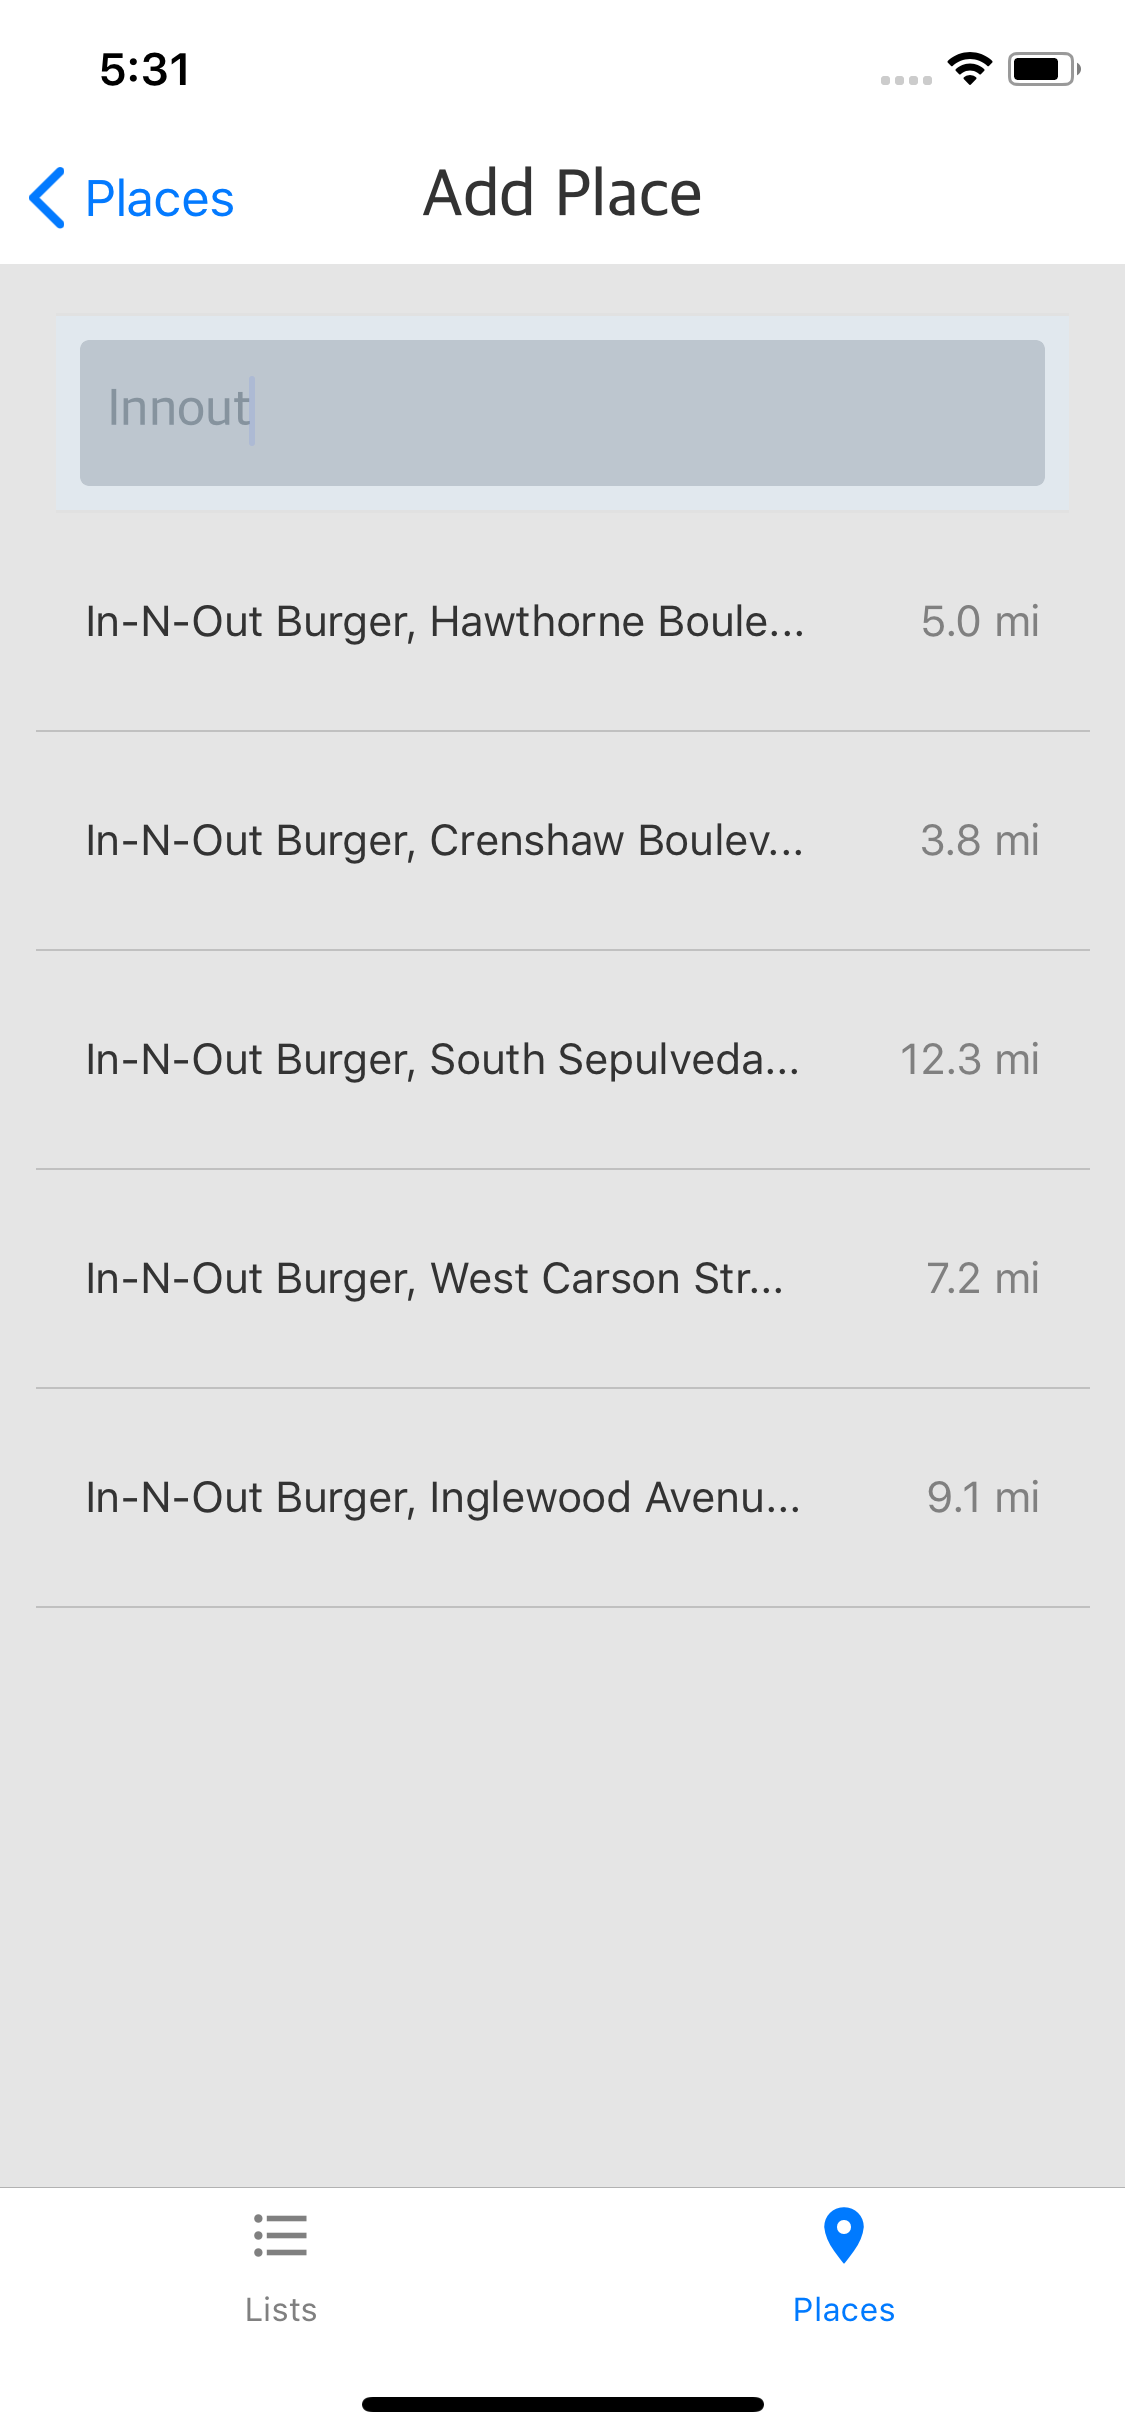 5:31
Places
Add Place
Innout
In-N-Out Burger, Hawthorne Boule... 5.0 mi
In-N-Out Burger, Crenshaw Boulev... 3.8 mi
In-N-Out Burger, South Sepulveda... 12.3 mi
In-N-Out Burger, West Carson Str... 7.2 mi
In-N-Out Burger, Inglewood Avenu... 9.1 mi
Lists
Places